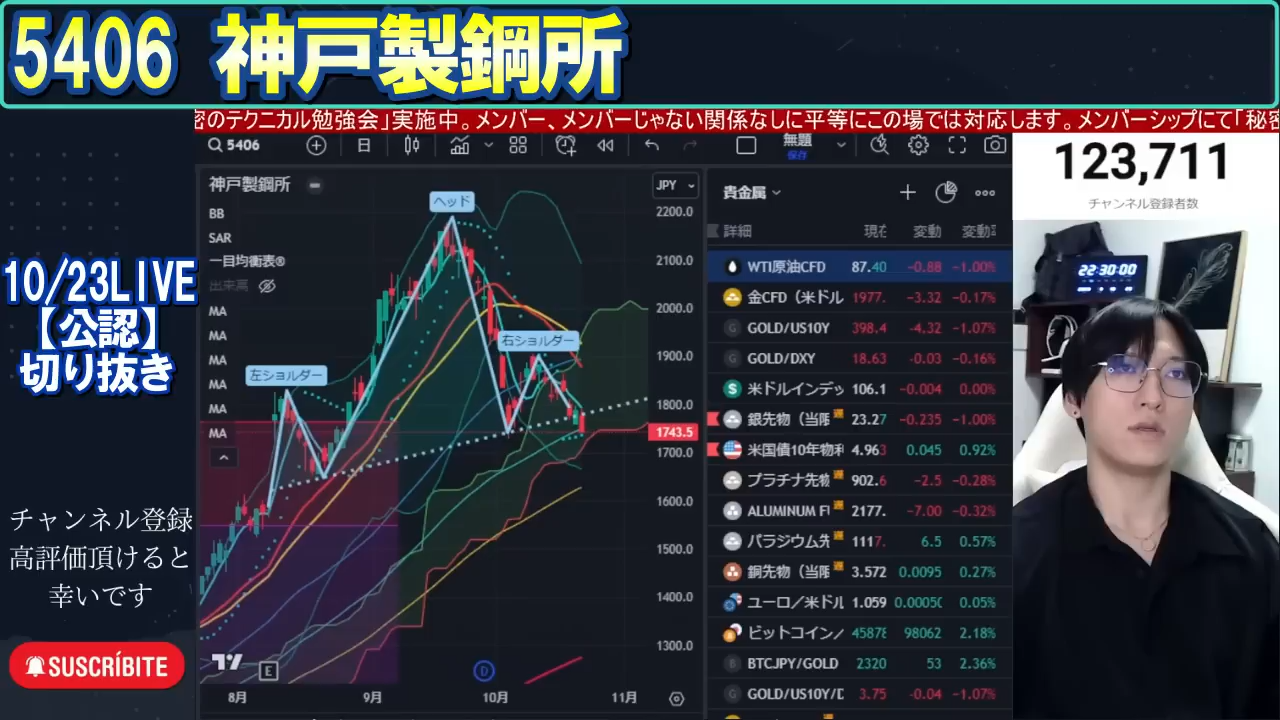 5406 神戸製鋼所
密のテクニカル勉強会」実施中。メンバー、メンバーじゃない関係なしに平等にこの場では対応します。メンバーシップにて「秘密
10/23LIVE
【公認】
切り抜き
チャンネル登録
高評価頂けると
幸いです
SUSCRÍBITE
5406
日
無題
保存
神戸製鋼所
BB
SAR
一目均衡表
出来高
MA
MA
MA
MA
MA
MA
左ショルダー
ヘッド
右ショルダー
JPY
2200.0
2100.0
2000.0
1900.0
1800.0
1743.5
1700.0
1600.0
1500.0
1400.0
1300.0
E
D
8月 9月 10月 11月
貴金属
詳細 現在 変動 変動
WTI原油CFD 87.40 -0.88 -1.00%
金CFD（米ドル 1977. -3.32 -0.17%
G GOLD/US10Y 398.4 -4.32 -1.07%
G GOLD/DXY 18.63 -0.03 -0.16%
S 米ドルインデッ 106.1 -0.004 0.00%
銀先物（当限 週 23.27 -0.235 -1.00%
米国債10年物利 4.963 0.045 0.92%
プラチナ先物 週 902.6 -2.5 -0.28%
ALUMINUM F 週 2177. -7.00 -0.32%
パラジウム先 週 1117. 6.5 0.57%
銅先物（当限 週 3.572 0.0095 0.27%
ユーロ／米ドル 1.059 0.0005 0.05%
ビットコイン／ 45878 98062 2.18%
B BTCJPY/GOLD 2320 53 2.36%
G GOLD/US10Y/D 3.75 -0.04 -1.07%
123,711
チャンネル登録者数
22:30:00